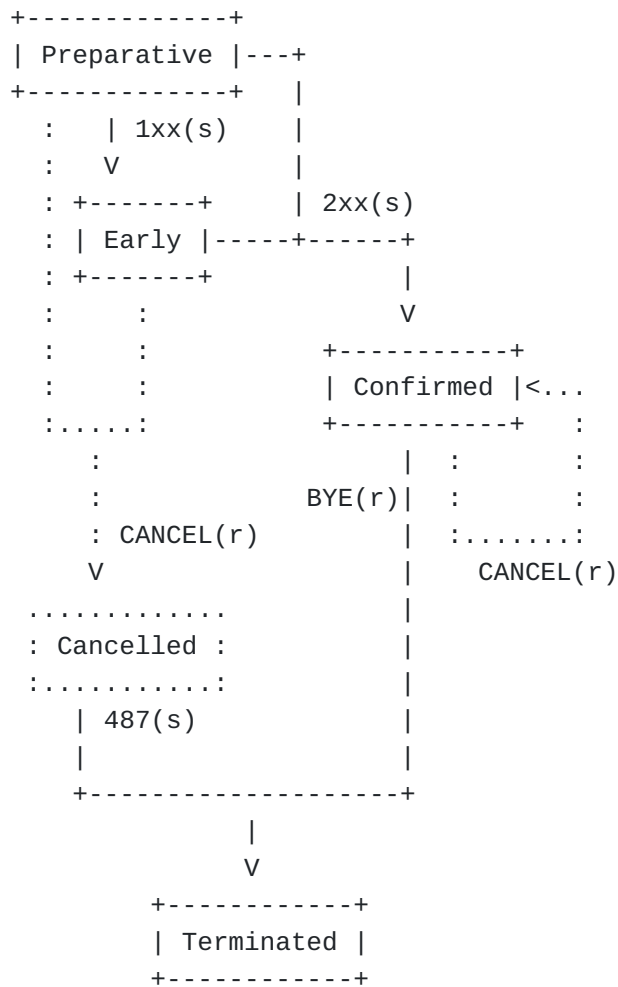 Preparative
1xx(s)
2xx(s)
Early
Confirmed
BYE(r)
CANCEL(r)
CANCEL(r)
Cancelled
487(s)
Terminated